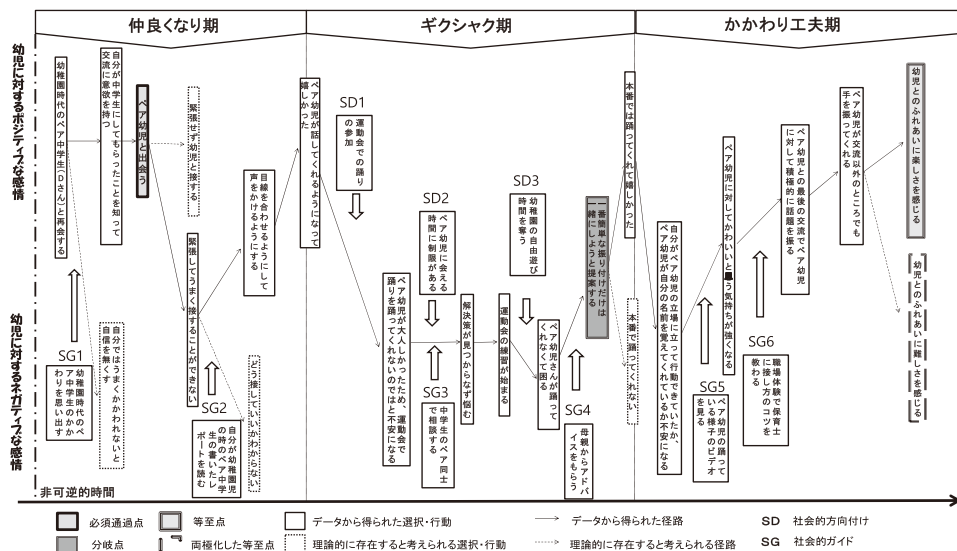 仲良くなり期
ギクシャク期
かかわり工夫期
幼児に対するポジティブな感情
幼児に対するネガティブな感情
幼稚園時代のペア中学生(Dさん)と再会する
自分が中学生にしてもらったことを知って
交流に意欲を持つ
ペア幼児と出会う
緊張せず幼児と接する
緊張してうまく接することができない
目線を合わせるようにして
声をかけるようにする
SG1
幼稚園時代のペ
ア中学生のかか
わりを思い出す
自分ではうまくかかわれないと
自信を無くす
SG2
自分が幼稚園児
の時のペア中学
生の書いたレ
ポートを読む
どう接していいかわからない
ペア幼児が話してくれるようになって
嬉しかった
SD1
運動会での踊り
の参加
ペア幼児が大人しかったため、運動会で
踊りを踊ってくれないのではと不安になる
SD2
ペア幼児に会える
時間に制限がある
SG3
中学生のペア同士
で相談する
解決策が見つからなず悩む
運動会の練習が始まる
SD3
幼稚園の自由遊び
時間を奪う
ペア幼児さんが踊って
くれなくて困る
SG4
母親からアドバ
イスをもらう
一番簡単な振り付けだけは
一緒にしようと提案する
本番では踊ってくれて嬉しかった
本番で踊ってくれない
自分がペア幼児の立場に立って行動できていたか、
ペア幼児が自分の名前を覚えてくれているか不安になる
SG5
ペア幼児の踊って
いる様子のビデオ
を見る
ペア幼児に対してかわいいと思う気持ちが強くなる
SG6
職場体験で保育士
に接し方のコツを
教わる
ペア幼児との最後の交流でペア幼児
に対して積極的に話題を振る
ペア幼児が交流以外のところでも
手を振ってくれる
幼児とのふれあいに楽しさを感じる
幼児とのふれあいに難しさを感じる
非可逆的時間
必須通過点
等至点
データから得られた選択・行動
データから得られた径路
SD 社会的方向付け
分岐点
両極化した等至点
理論的に存在すると考えられる選択・行動
理論的に存在すると考えられる径路
SG 社会的ガイド